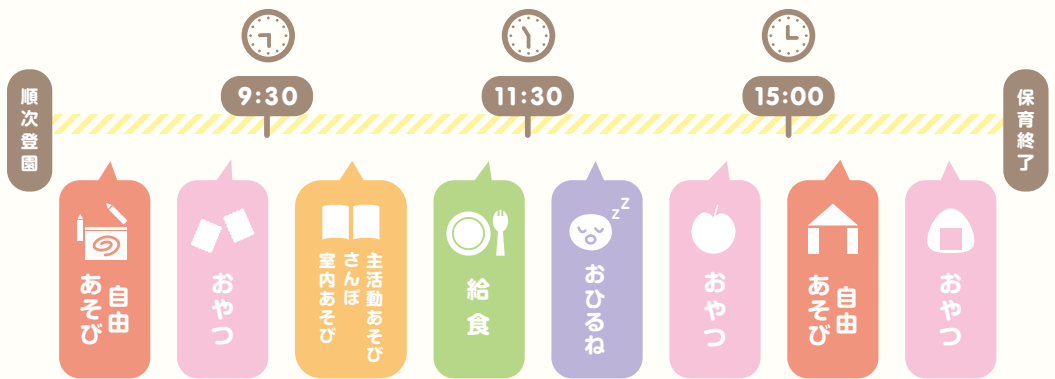 9:30
11:30
15:00
順次登園
保育終了
自由
あそび
おやつ
主活動あそび
さんぽ
室内あそび
給食
zz
おひるね
おやつ
自由
あそび
おやつ